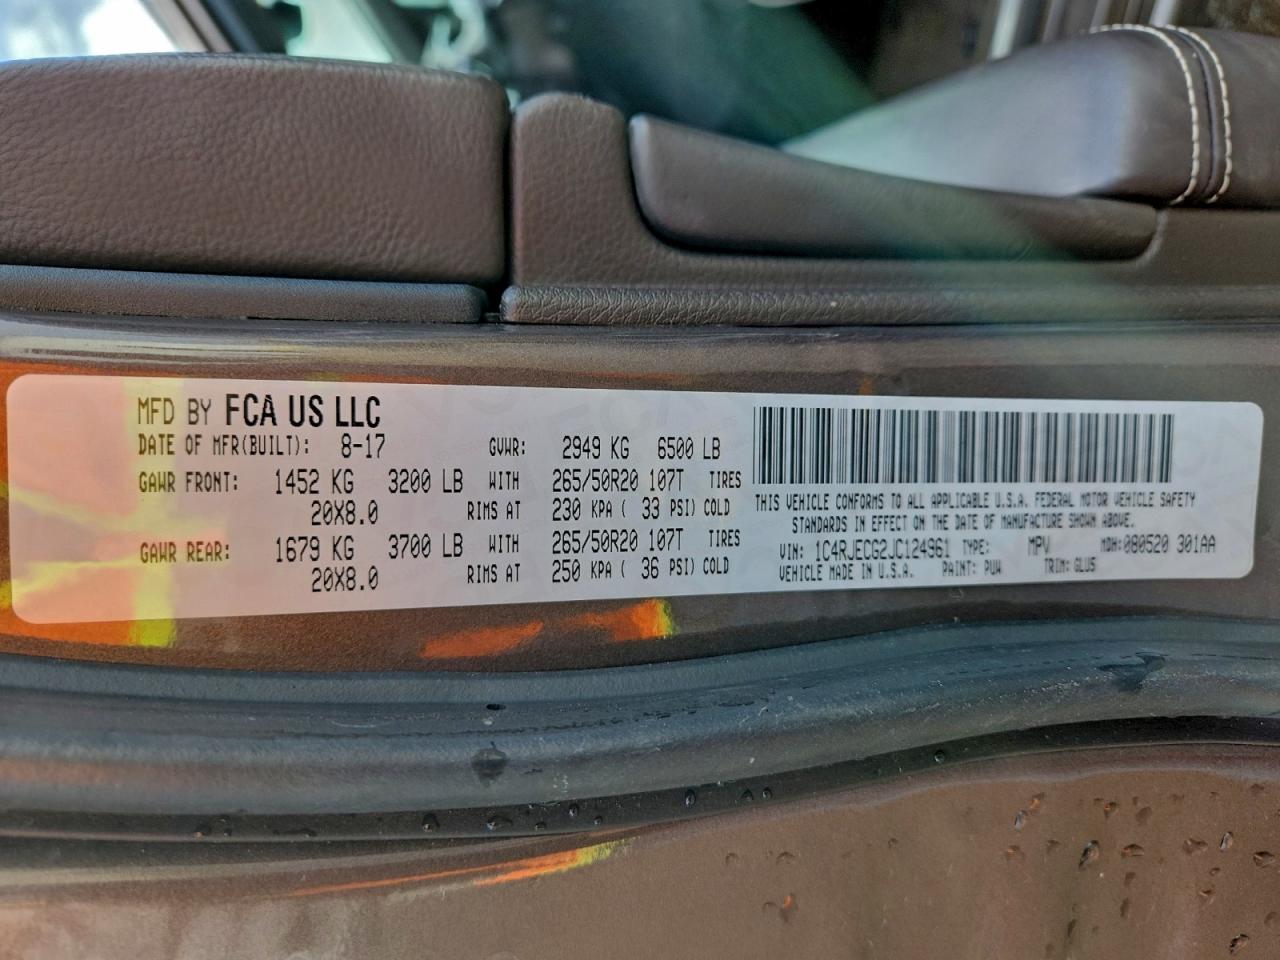 MFD BY FCA US LLC
DATE OF MFR(BUILT): 8-17 GVWR: 2949 KG 6500 LB
GAWR FRONT: 1452 KG 3200 LB WITH 265/50R20 107T TIRES
20X8.0 RIMS AT 230 KPA ( 33 PSI) COLD
GAWR REAR: 1679 KG 3700 LB WITH 265/50R20 107T TIRES
20X8.0 RIMS AT 250 KPA ( 36 PSI) COLD
THIS VEHICLE CONFORMS TO ALL APPLICABLE U.S.A. FEDERAL MOTOR VEHICLE SAFETY
STANDARDS IN EFFECT ON THE DATE OF MANUFACTURE SHOWN ABOVE.
VIN: 1C4RJECG2JC124961 TYPE: MPV MDH:080520 301AA
VEHICLE MADE IN U.S.A. PAINT: PUW TRIM: GLU5